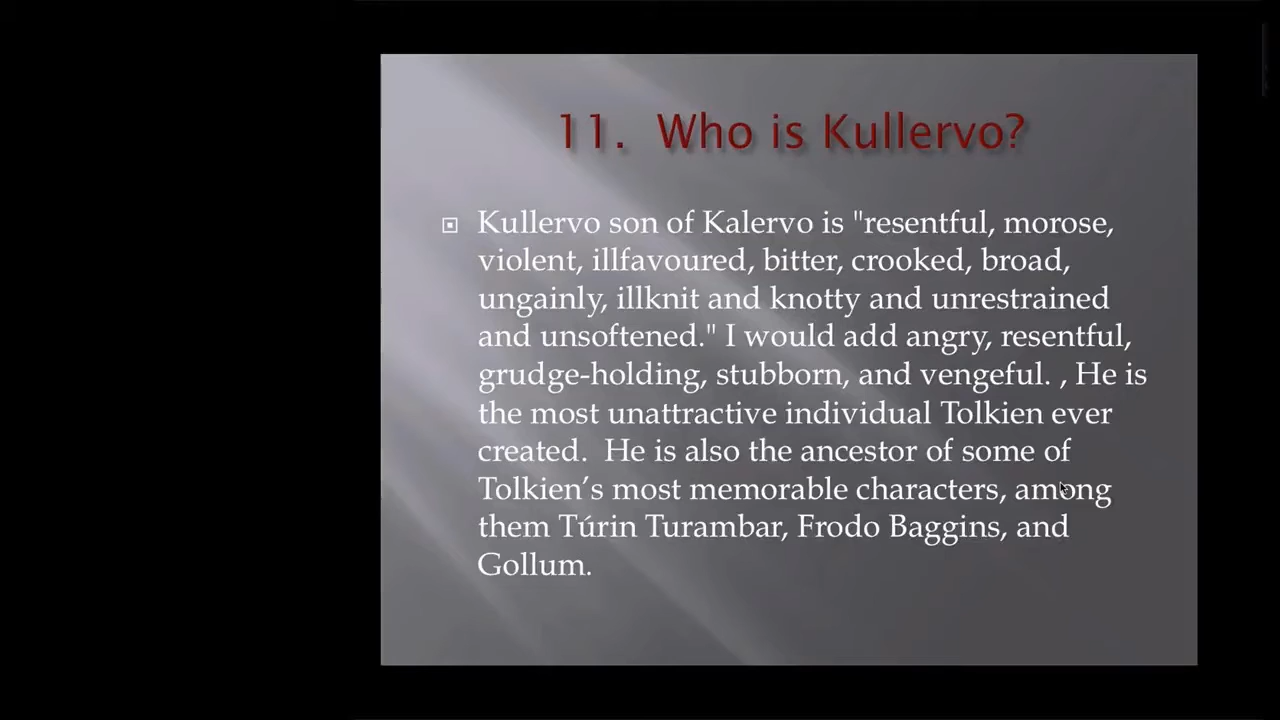 11. Who is Kullervo?
Kullervo son of Kalervo is "resentful, morose,
violent, illfavoured, bitter, crooked, broad,
ungainly, illknit and knotty and unrestrained
and unsoftened." I would add angry, resentful,
grudge-holding, stubborn, and vengeful. , He is
the most unattractive individual Tolkien ever
created. He is also the ancestor of some of
Tolkien’s most memorable characters, among
them Túrin Turambar, Frodo Baggins, and
Gollum.